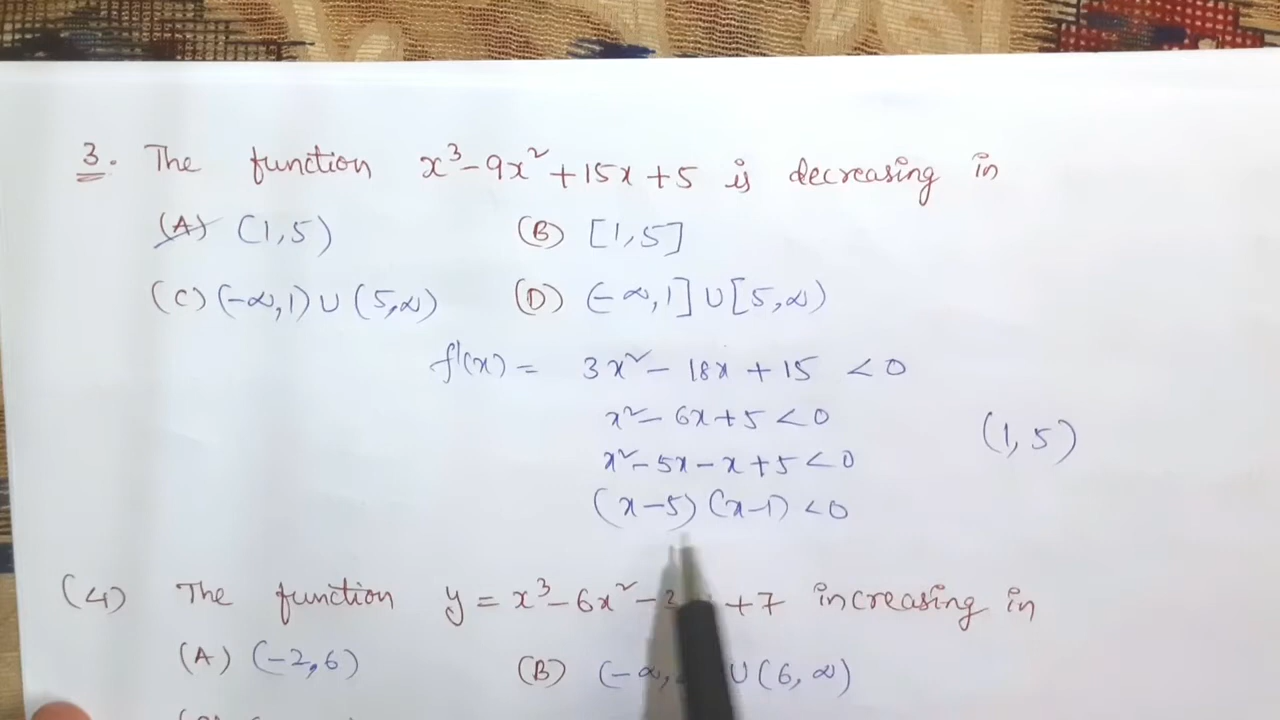 3. The function x³-9x²+15x+5 is decreasing in
(A) (1,5) (B) [1,5]
(C) (-∞,1) ∪ (5,∞) (D) (-∞,1] ∪ [5,∞)
f'(x) = 3x² - 18x + 15 < 0
x² - 6x + 5 < 0
x² - 5x - x + 5 < 0 (1,5)
(x-5) (x-1) < 0
(4) The function y = x³-6x²- +7 increasing in
(A) (-2,6) (B) (-∞, ∪(6,∞)